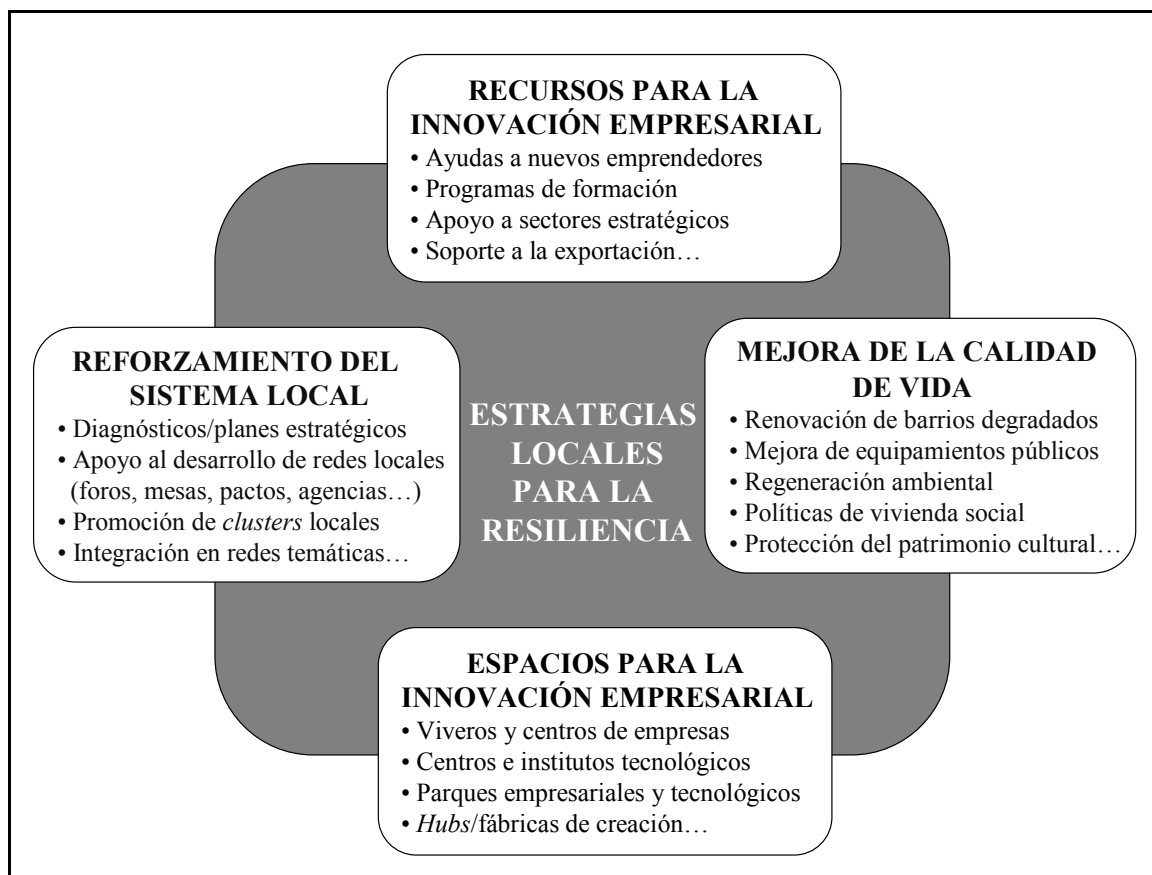 RECURSOS PARA LA
INNOVACIÓN EMPRESARIAL
• Ayudas a nuevos emprendedores
• Programas de formación
• Apoyo a sectores estratégicos
• Soporte a la exportación…
REFORZAMIENTO DEL
SISTEMA LOCAL
• Diagnósticos/planes estratégicos
• Apoyo al desarrollo de redes locales
(foros, mesas, pactos, agencias…)
• Promoción de clusters locales
• Integración en redes temáticas…
ESTRATEGIAS
LOCALES
PARA LA
RESILIENCIA
MEJORA DE LA CALIDAD
DE VIDA
• Renovación de barrios degradados
• Mejora de equipamientos públicos
• Regeneración ambiental
• Políticas de vivienda social
• Protección del patrimonio cultural…
ESPACIOS PARA LA
INNOVACIÓN EMPRESARIAL
• Viveros y centros de empresas
• Centros e institutos tecnológicos
• Parques empresariales y tecnológicos
• Hubs/fábricas de creación…